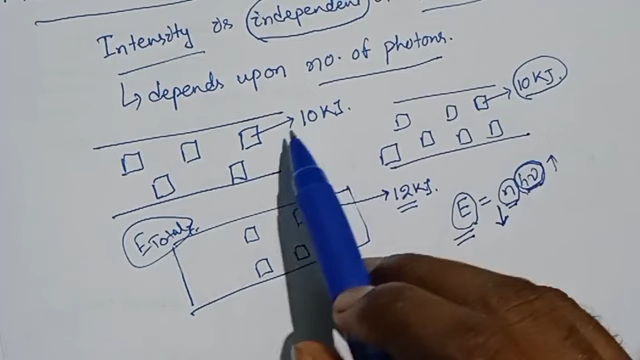 Intensity is independent
↳ depends upon no. of photons.
10 KJ.
10 KJ.
12 KJ.
E Total
E = n hν ↑
↓